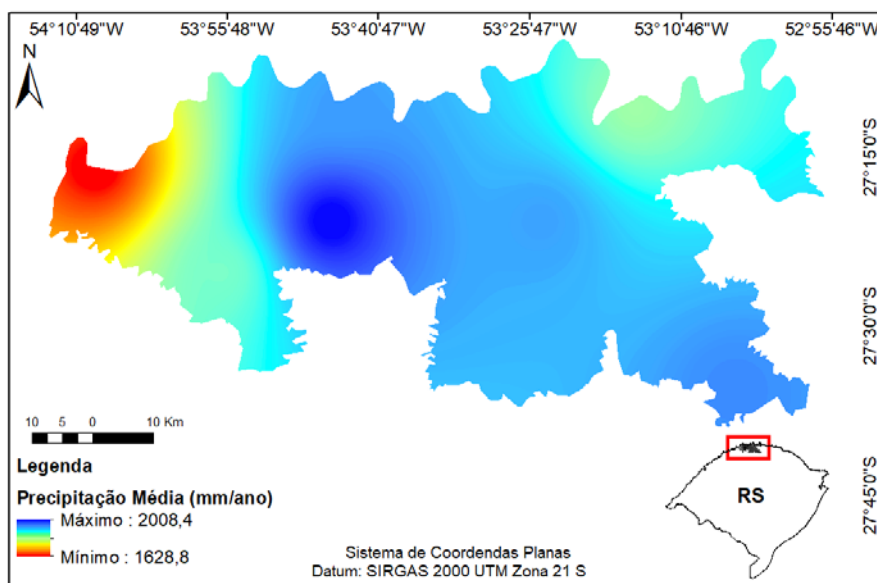 54°10'49"W 53°55'48"W 53°40'47"W 53°25'47"W 53°10'46"W 52°55'46"W
N
27°15'0"S
27°30'0"S
10 5 0 10 Km
Legenda
Precipitação Média (mm/ano)
Máximo : 2008,4
Mínimo : 1628,8
RS
27°45'0"S
Sistema de Coordendas Planas
Datum: SIRGAS 2000 UTM Zona 21 S